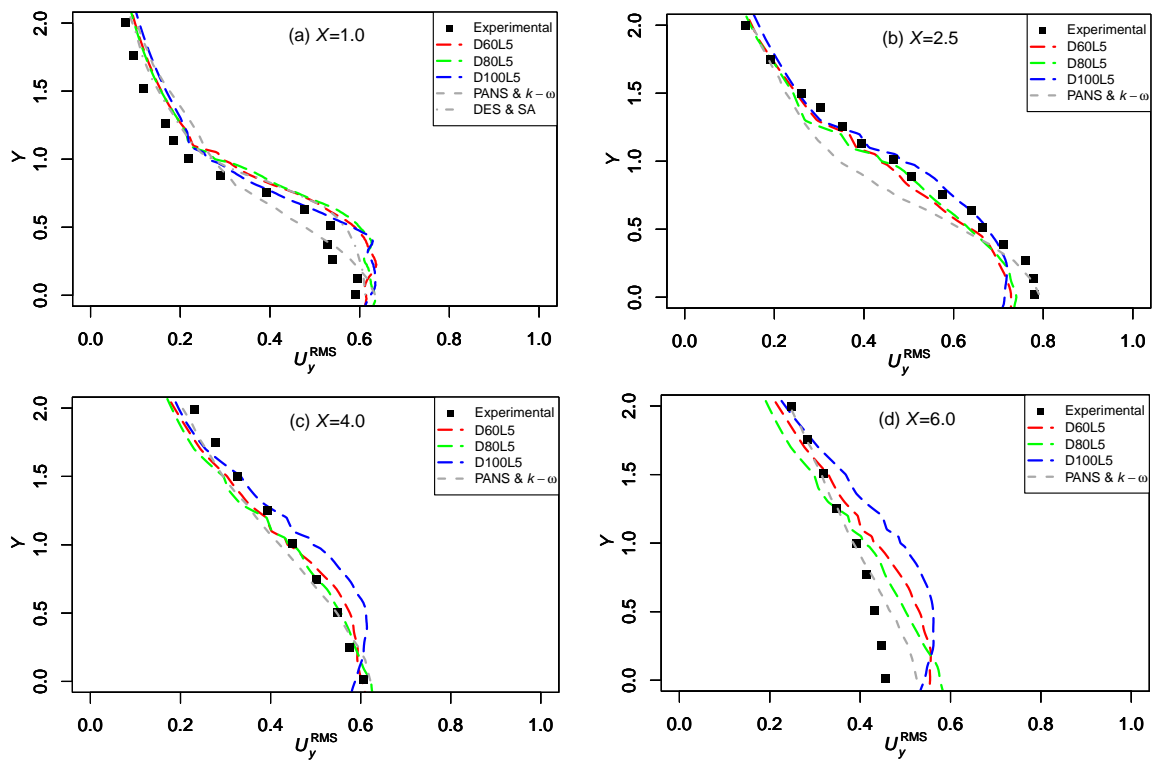 (a) X=1.0
Experimental
D60L5
D80L5
D100L5
PANS & k − ω
DES & SA
Y
2.0
1.5
1.0
0.5
0.0
0.0 0.2 0.4 0.6 0.8 1.0
U_y^RMS
(b) X=2.5
Experimental
D60L5
D80L5
D100L5
PANS & k − ω
Y
2.0
1.5
1.0
0.5
0.0
0.0 0.2 0.4 0.6 0.8 1.0
U_y^RMS
(c) X=4.0
Experimental
D60L5
D80L5
D100L5
PANS & k − ω
Y
2.0
1.5
1.0
0.5
0.0
0.0 0.2 0.4 0.6 0.8 1.0
U_y^RMS
(d) X=6.0
Experimental
D60L5
D80L5
D100L5
PANS & k − ω
Y
2.0
1.5
1.0
0.5
0.0
0.0 0.2 0.4 0.6 0.8 1.0
U_y^RMS